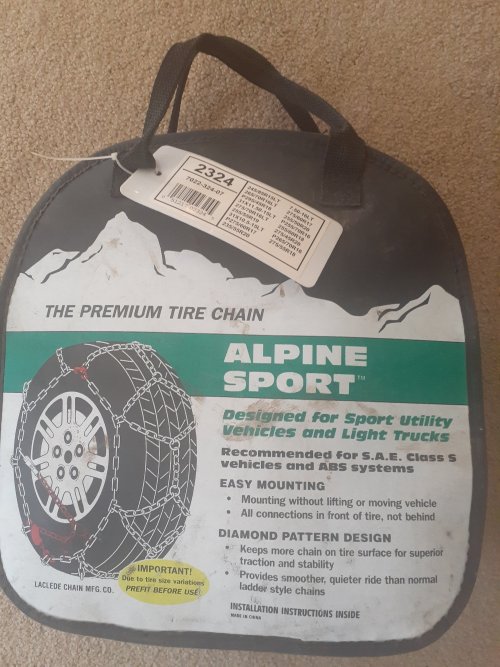 2324
7022-324-07
THE PREMIUM TIRE CHAIN
ALPINE
SPORT™
Designed for Sport Utility
Vehicles and Light Trucks
Recommended for S.A.E. Class S
vehicles and ABS systems
EASY MOUNTING
• Mounting without lifting or moving vehicle
• All connections in front of tire, not behind
DIAMOND PATTERN DESIGN
• Keeps more chain on tire surface for superior
traction and stability
• Provides smoother, quieter ride than normal
ladder style chains
INSTALLATION INSTRUCTIONS INSIDE
MADE IN CHINA
IMPORTANT!
Due to tire size variations
PREFIT BEFORE USE!
LACLEDE CHAIN MFG. CO.